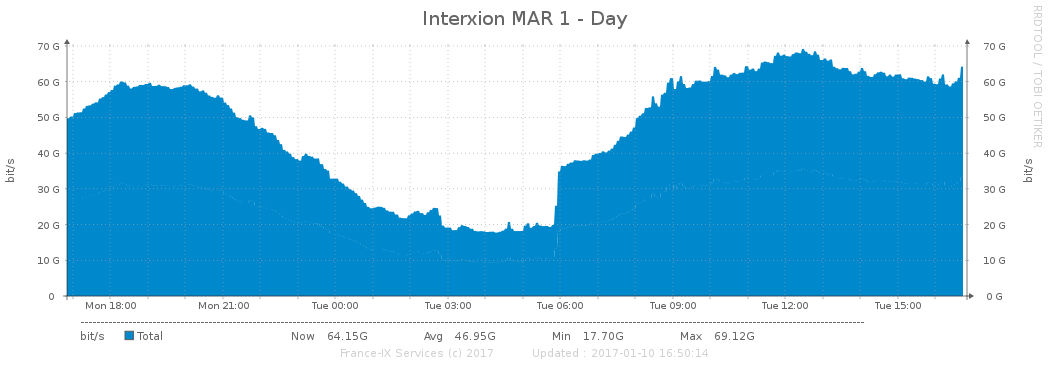 Interxion MAR 1 - Day
RRDTOOL / TOBI OETIKER
70 G 70 G
60 G 60 G
50 G 50 G
40 G 40 G
30 G 30 G
20 G 20 G
10 G 10 G
0 0 G
bit/s bit/s
Mon 18:00 Mon 21:00 Tue 00:00 Tue 03:00 Tue 06:00 Tue 09:00 Tue 12:00 Tue 15:00
bit/s Total Now 64.15G Avg 46.95G Min 17.70G Max 69.12G
France-IX Services (c) 2017 Updated : 2017-01-10 16:50:14